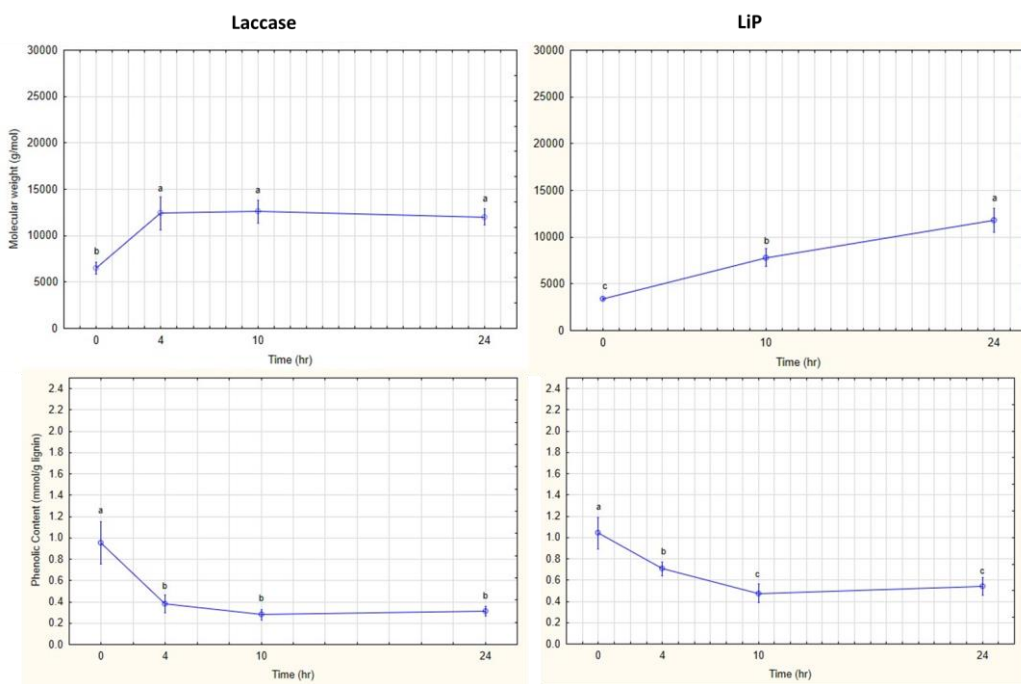 Laccase
LiP
30000
25000
20000
15000
10000
5000
0
Molecular weight (g/mol)
b
a
a
a
0
4
10
24
Time (hr)
30000
25000
20000
15000
10000
5000
0
c
b
a
0
10
24
Time (hr)
2.4
2.2
2.0
1.8
1.6
1.4
1.2
1.0
0.8
0.6
0.4
0.2
0.0
Phenolic Content (mmol/g lignin)
a
b
b
b
0
4
10
24
Time (hr)
2.4
2.2
2.0
1.8
1.6
1.4
1.2
1.0
0.8
0.6
0.4
0.2
0.0
a
b
c
c
0
4
10
24
Time (hr)